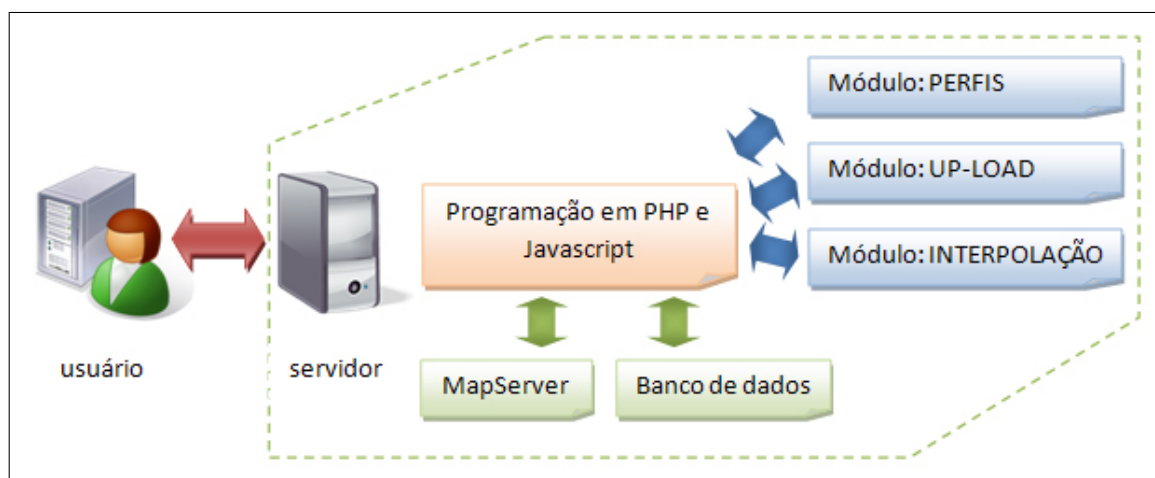 Módulo: PERFIS
Módulo: UP-LOAD
Programação em PHP e
Javascript
Módulo: INTERPOLAÇÃO
usuário
servidor
MapServer
Banco de dados